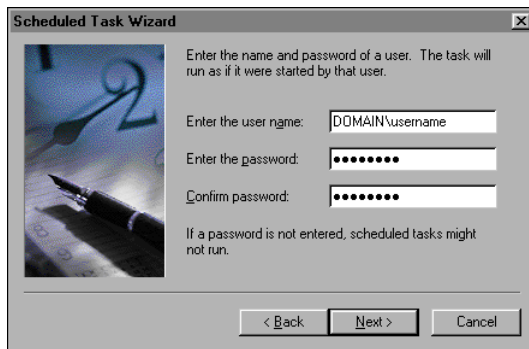 Scheduled Task Wizard
Enter the name and password of a user. The task will
run as if it were started by that user.
Enter the user name: DOMAIN\username
Enter the password: ●●●●●●●●
Confirm password: ●●●●●●●●
If a password is not entered, scheduled tasks might
not run.
< Back Next > Cancel